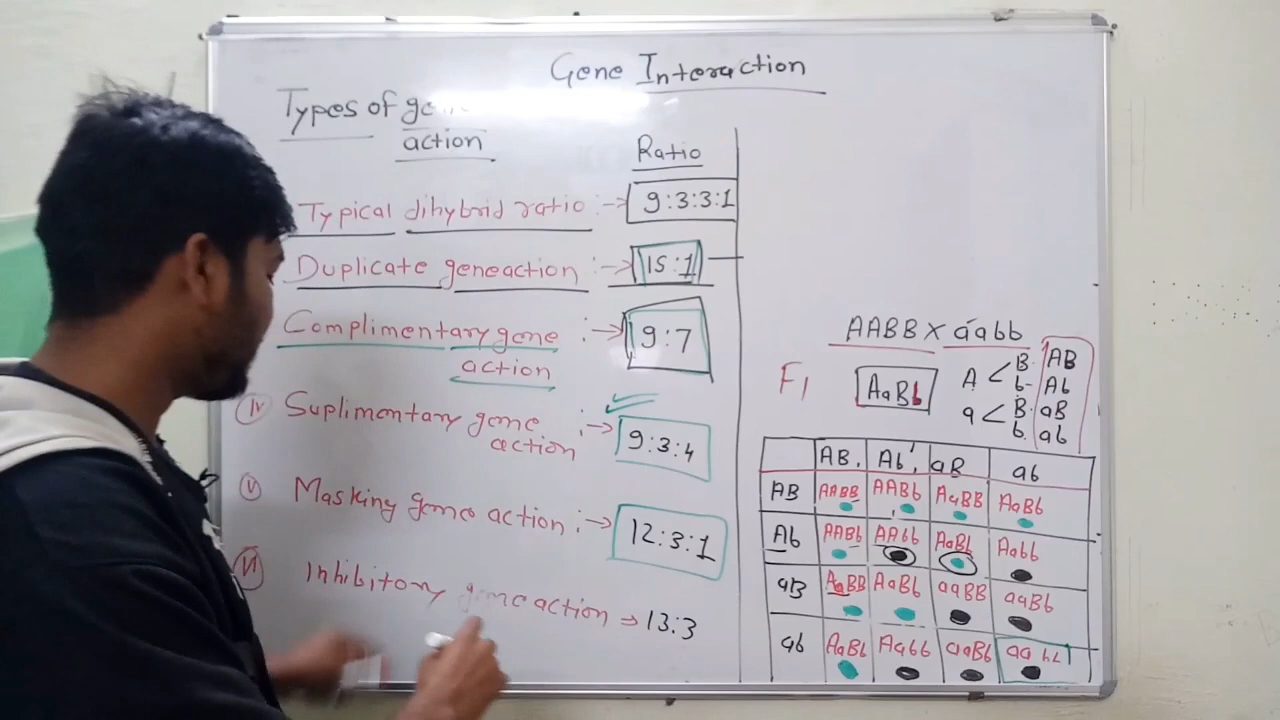 Gene Interaction
Types of ge
action
Ratio
Typical dihybrid ratio :-> 9:3:3:1
Duplicate geneaction :-> 15:1
Complimentary gene :-> 9:7
action
IV Suplimentary gene :-> 9:3:4
action
V Masking gene action :-> 12:3:1
VI Inhibitory gene action → 13:3
AABB X aabb
F1 AaBb
A < B AB
b Ab
a < B aB
b ab
AB Ab aB ab
AB AABB AABb AaBB AaBb
Ab AABb AAbb AaBb Aabb
aB AaBB AaBb aaBB aaBb
ab AaBb Aabb aaBb aabb